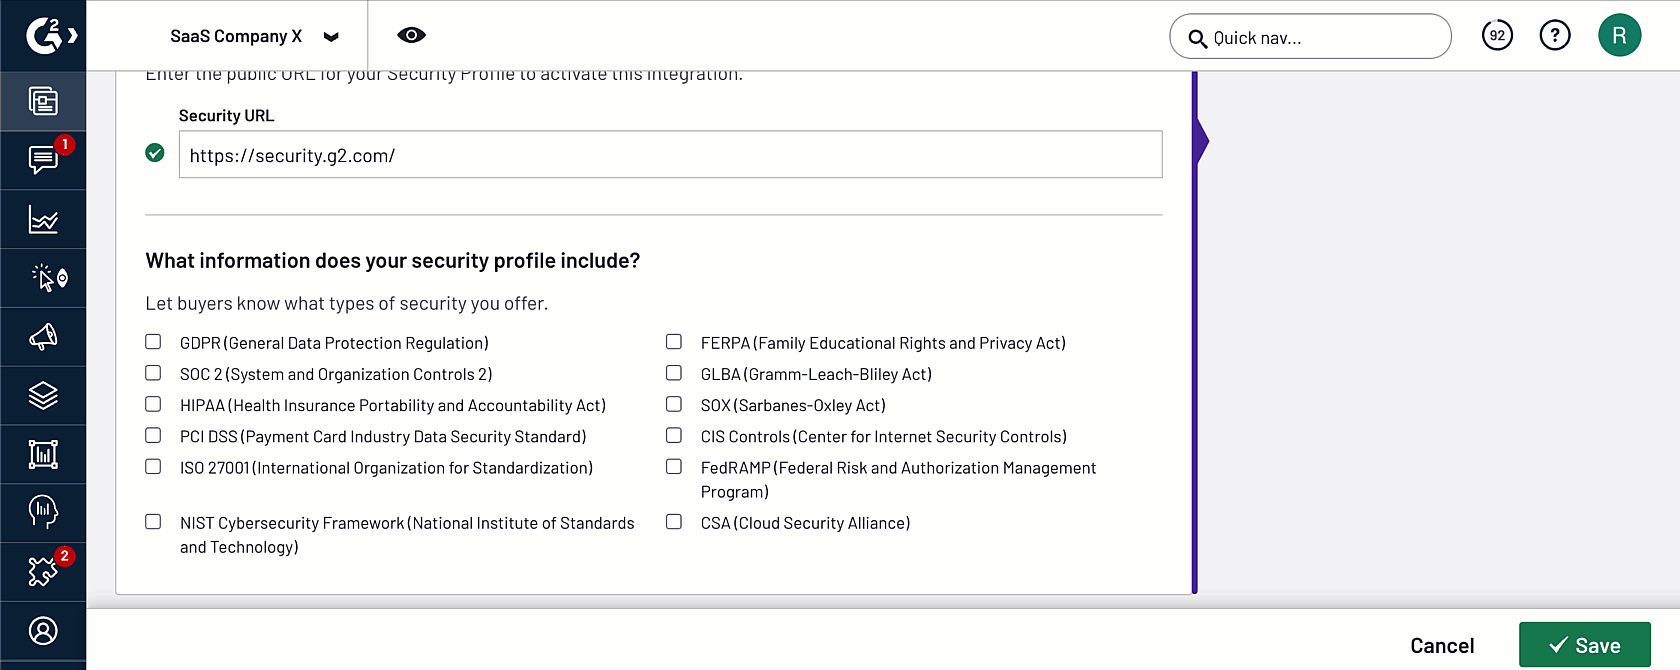 G2
SaaS Company X
Quick nav...
92
?
R
Enter the public URL for your Security Profile to activate this integration.
Security URL
https://security.g2.com/
1
What information does your security profile include?
Let buyers know what types of security you offer.
GDPR (General Data Protection Regulation)
FERPA (Family Educational Rights and Privacy Act)
SOC 2 (System and Organization Controls 2)
GLBA (Gramm-Leach-Bliley Act)
HIPAA (Health Insurance Portability and Accountability Act)
SOX (Sarbanes-Oxley Act)
PCI DSS (Payment Card Industry Data Security Standard)
CIS Controls (Center for Internet Security Controls)
ISO 27001 (International Organization for Standardization)
FedRAMP (Federal Risk and Authorization Management
Program)
NIST Cybersecurity Framework (National Institute of Standards
and Technology)
CSA (Cloud Security Alliance)
2
Cancel
Save